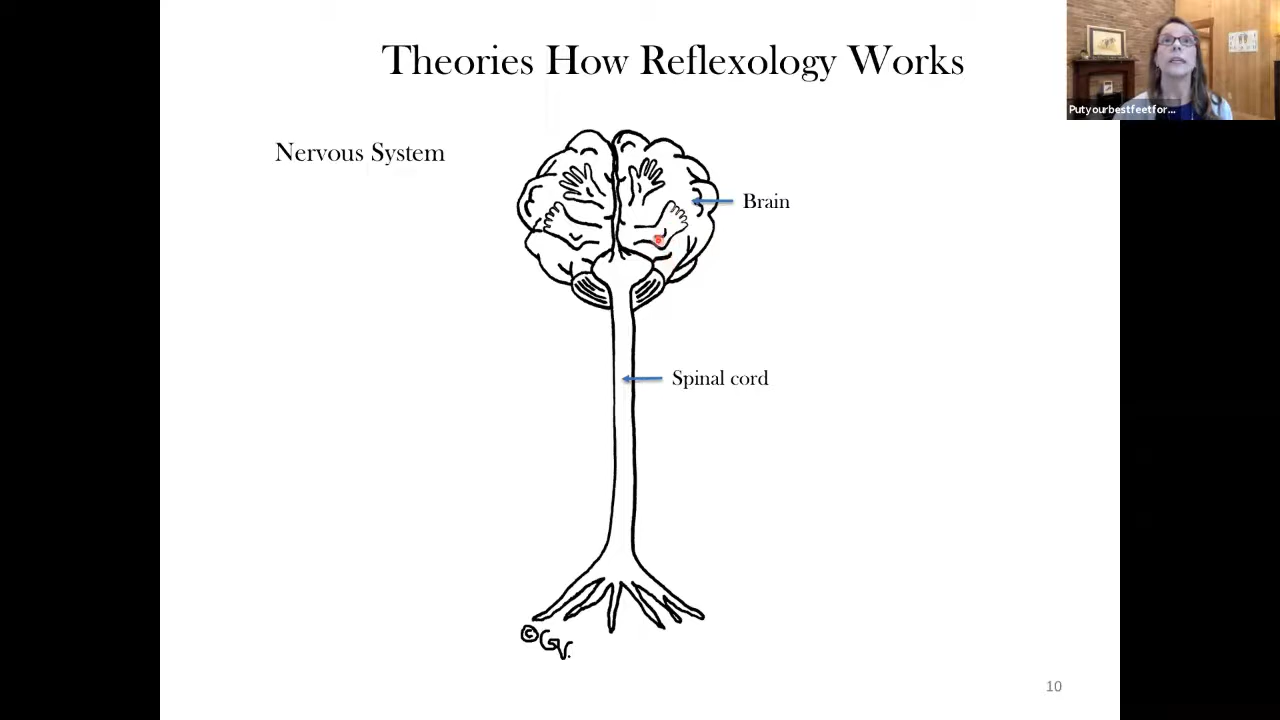 Theories How Reflexology Works
Putyourbestfeetfor...
Nervous System
Brain
Spinal cord
©GV.
10